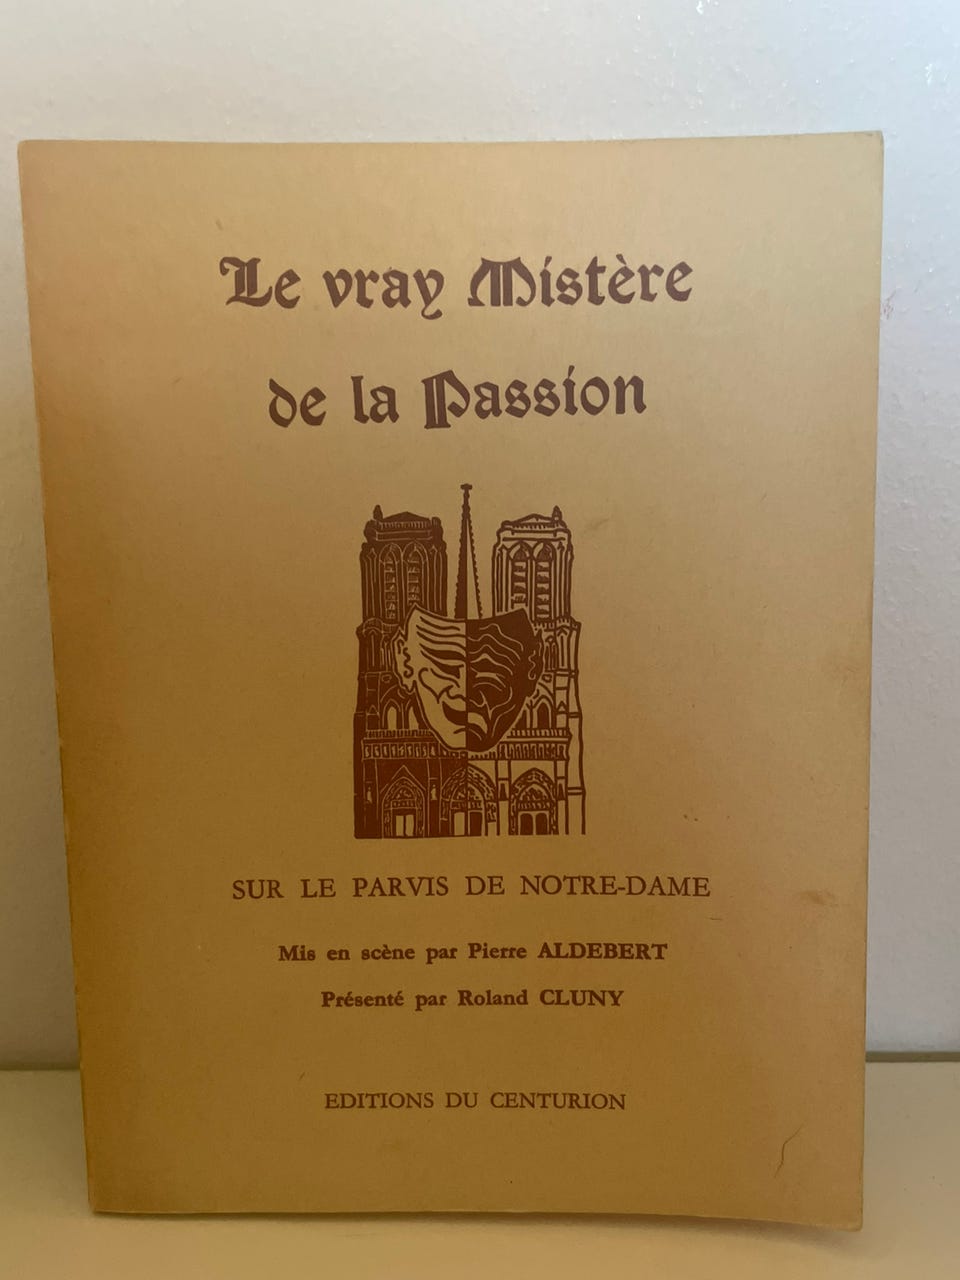 Le vray Mistère
de la Passion
SUR LE PARVIS DE NOTRE-DAME
Mis en scène par Pierre ALDEBERT
Présenté par Roland CLUNY
EDITIONS DU CENTURION